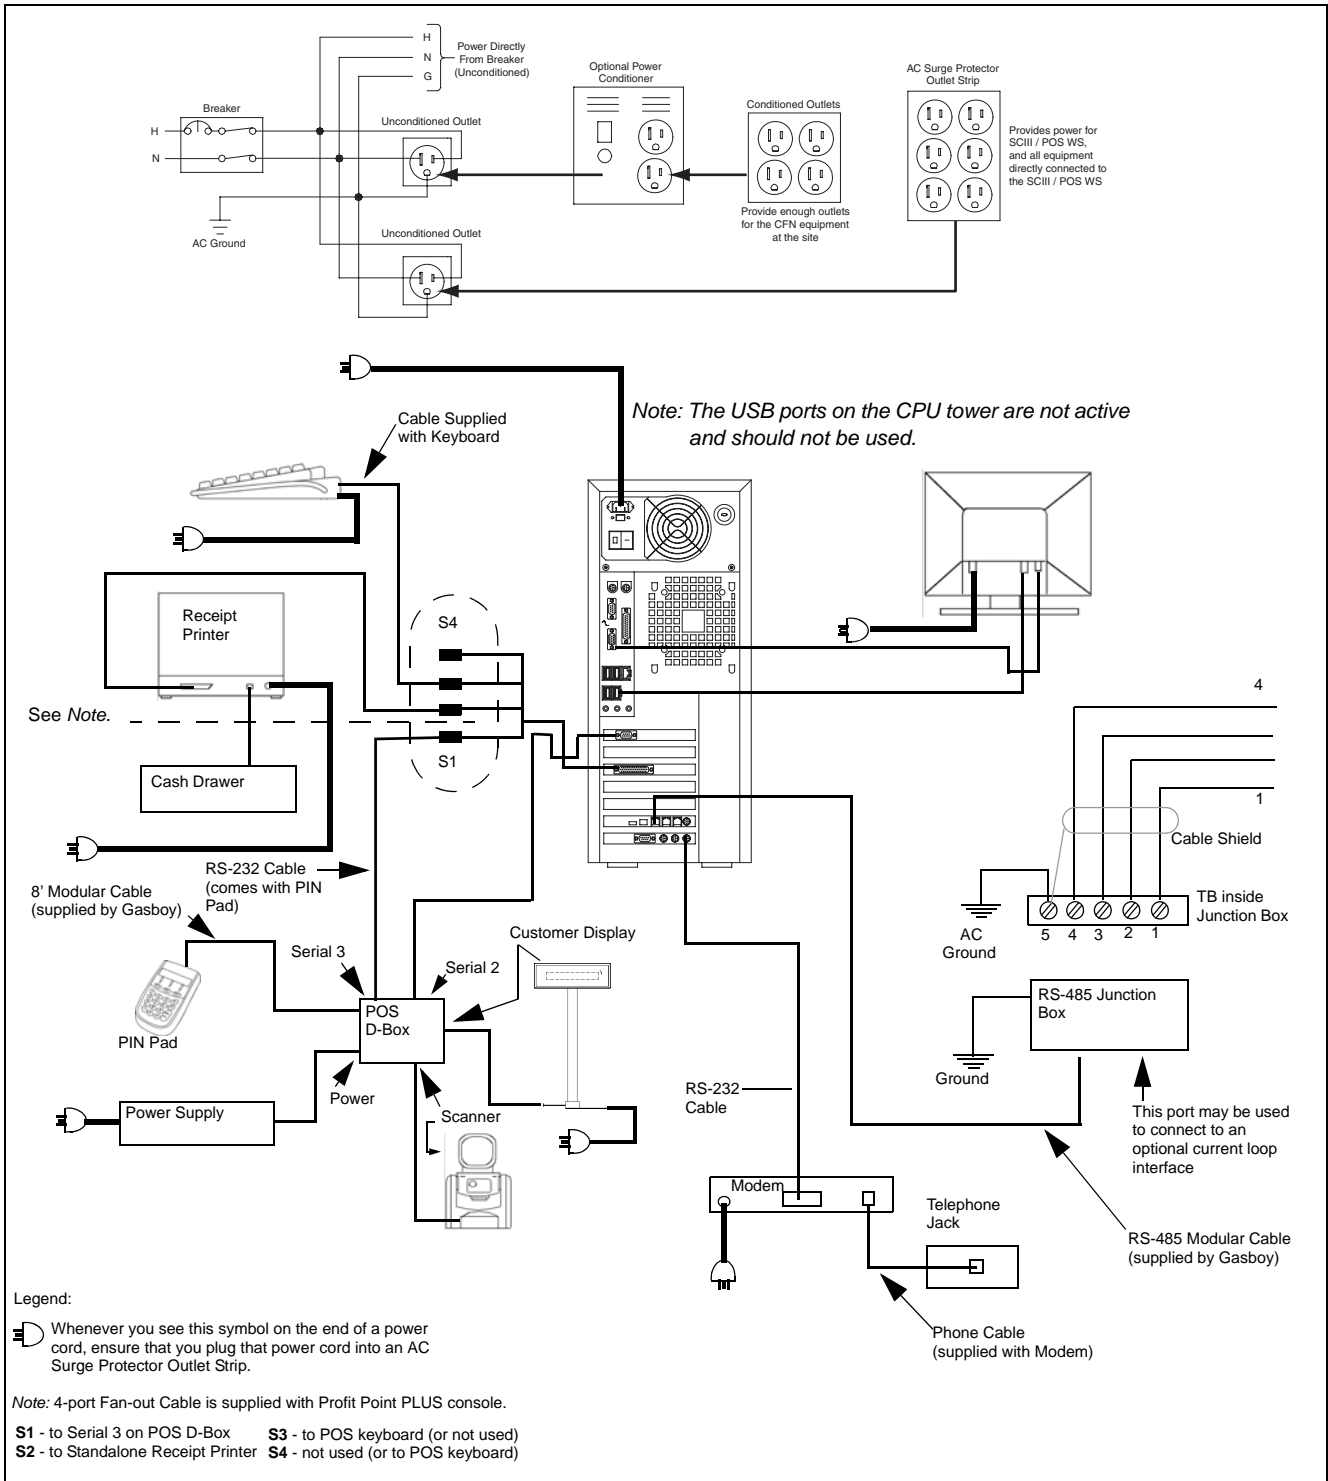 H
N
G
Power Directly
From Breaker
(Unconditioned)
Optional Power
Conditioner
AC Surge Protector
Outlet Strip
Breaker
H
N
Unconditioned Outlet
Conditioned Outlets
Provides power for
SCIII / POS WS,
and all equipment
directly connected to
the SCIII / POS WS
Provide enough outlets
for the CFN equipment
at the site
AC Ground
Unconditioned Outlet
Note: The USB ports on the CPU tower are not active
and should not be used.
Cable Supplied
with Keyboard
Receipt
Printer
S4
See Note.
S1
Cash Drawer
4
1
Cable Shield
TB inside
Junction Box
AC
Ground
5 4 3 2 1
RS-232 Cable
(comes with PIN
Pad)
8' Modular Cable
(supplied by Gasboy)
Customer Display
Serial 3
Serial 2
POS
D-Box
PIN Pad
RS-485 Junction
Box
Ground
Power
Power Supply
Scanner
RS-232
Cable
This port may be used
to connect to an
optional current loop
interface
Modem
Telephone
Jack
RS-485 Modular Cable
(supplied by Gasboy)
Phone Cable
(supplied with Modem)
Legend:
Whenever you see this symbol on the end of a power
cord, ensure that you plug that power cord into an AC
Surge Protector Outlet Strip.
Note: 4-port Fan-out Cable is supplied with Profit Point PLUS console.
S1 - to Serial 3 on POS D-Box S3 - to POS keyboard (or not used)
S2 - to Standalone Receipt Printer S4 - not used (or to POS keyboard)